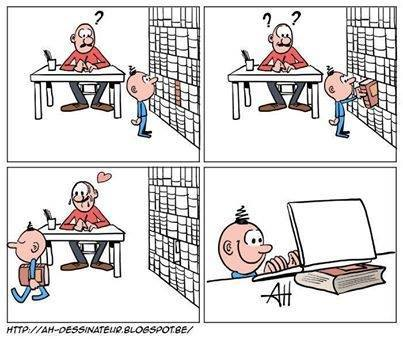 ?
? ?
AH
HTTP://AH-DESSINATEUR.BLOGSPOT.BE/